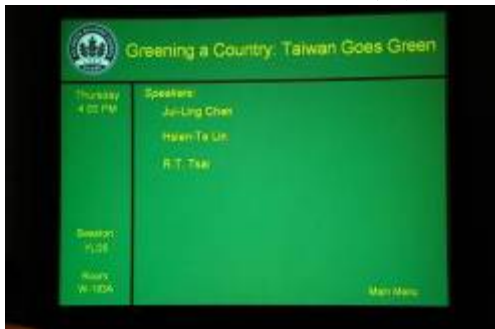 Greening a Country: Taiwan Goes Green
Thursday
4:00 PM
Speakers:
Jui-Ling Chen
Hsien-Te Lin
R.T. Tsai
Session:
YL08
Room:
Main Menu